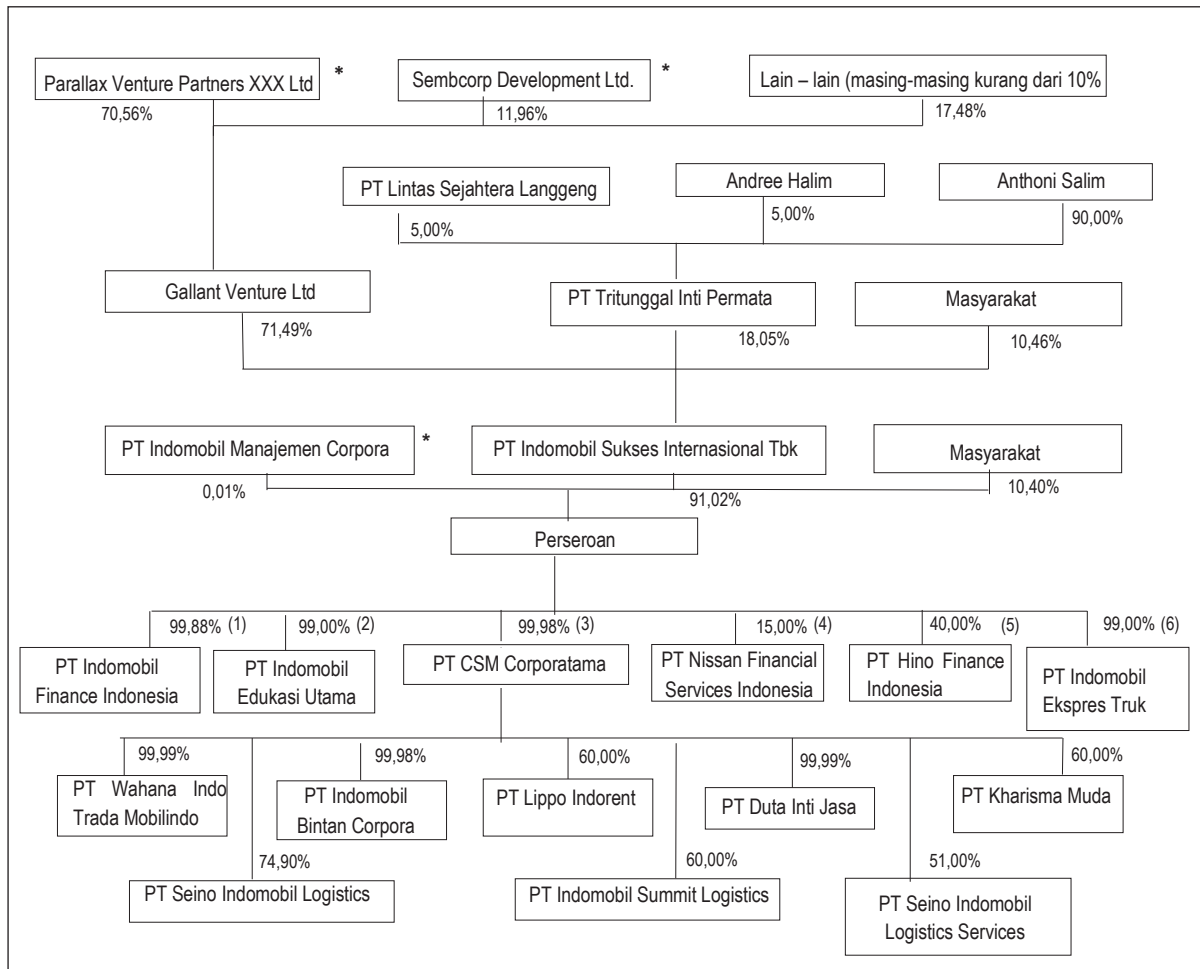 Parallax Venture Partners XXX Ltd *
Sembcorp Development Ltd. *
Lain – lain (masing-masing kurang dari 10%
70,56%
11,96%
17,48%
PT Lintas Sejahtera Langgeng
Andree Halim
Anthoni Salim
5,00%
5,00%
90,00%
Gallant Venture Ltd
PT Tritunggal Inti Permata
Masyarakat
71,49%
18,05%
10,46%
PT Indomobil Manajemen Corpora *
PT Indomobil Sukses Internasional Tbk
Masyarakat
0,01%
91,02%
10,40%
Perseroan
99,88% (1)
99,00% (2)
99,98% (3)
15,00% (4)
40,00% (5)
99,00% (6)
PT Indomobil
Finance Indonesia
PT Indomobil
Edukasi Utama
PT CSM Corporatama
PT Nissan Financial
Services Indonesia
PT Hino Finance
Indonesia
PT Indomobil
Ekspres Truk
99,99%
99,98%
60,00%
99,99%
60,00%
PT Wahana Indo
Trada Mobilindo
PT Indomobil
Bintan Corpora
PT Lippo Indorent
PT Duta Inti Jasa
PT Kharisma Muda
74,90%
60,00%
51,00%
PT Seino Indomobil Logistics
PT Indomobil Summit Logistics
PT Seino Indomobil
Logistics Services